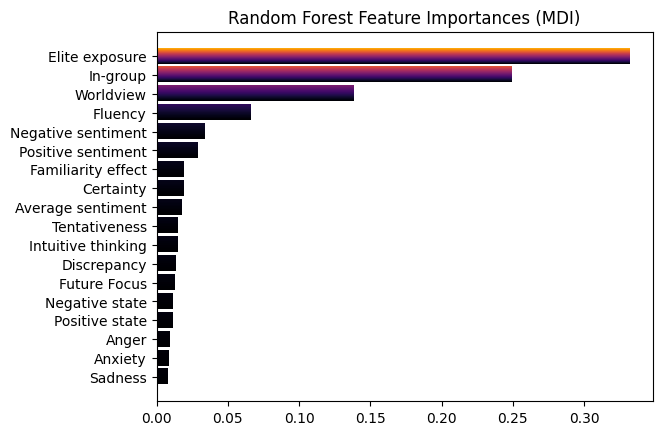 Random Forest Feature Importances (MDI)
Elite exposure
In-group
Worldview
Fluency
Negative sentiment
Positive sentiment
Familiarity effect
Certainty
Average sentiment
Tentativeness
Intuitive thinking
Discrepancy
Future Focus
Negative state
Positive state
Anger
Anxiety
Sadness
0.00 0.05 0.10 0.15 0.20 0.25 0.30